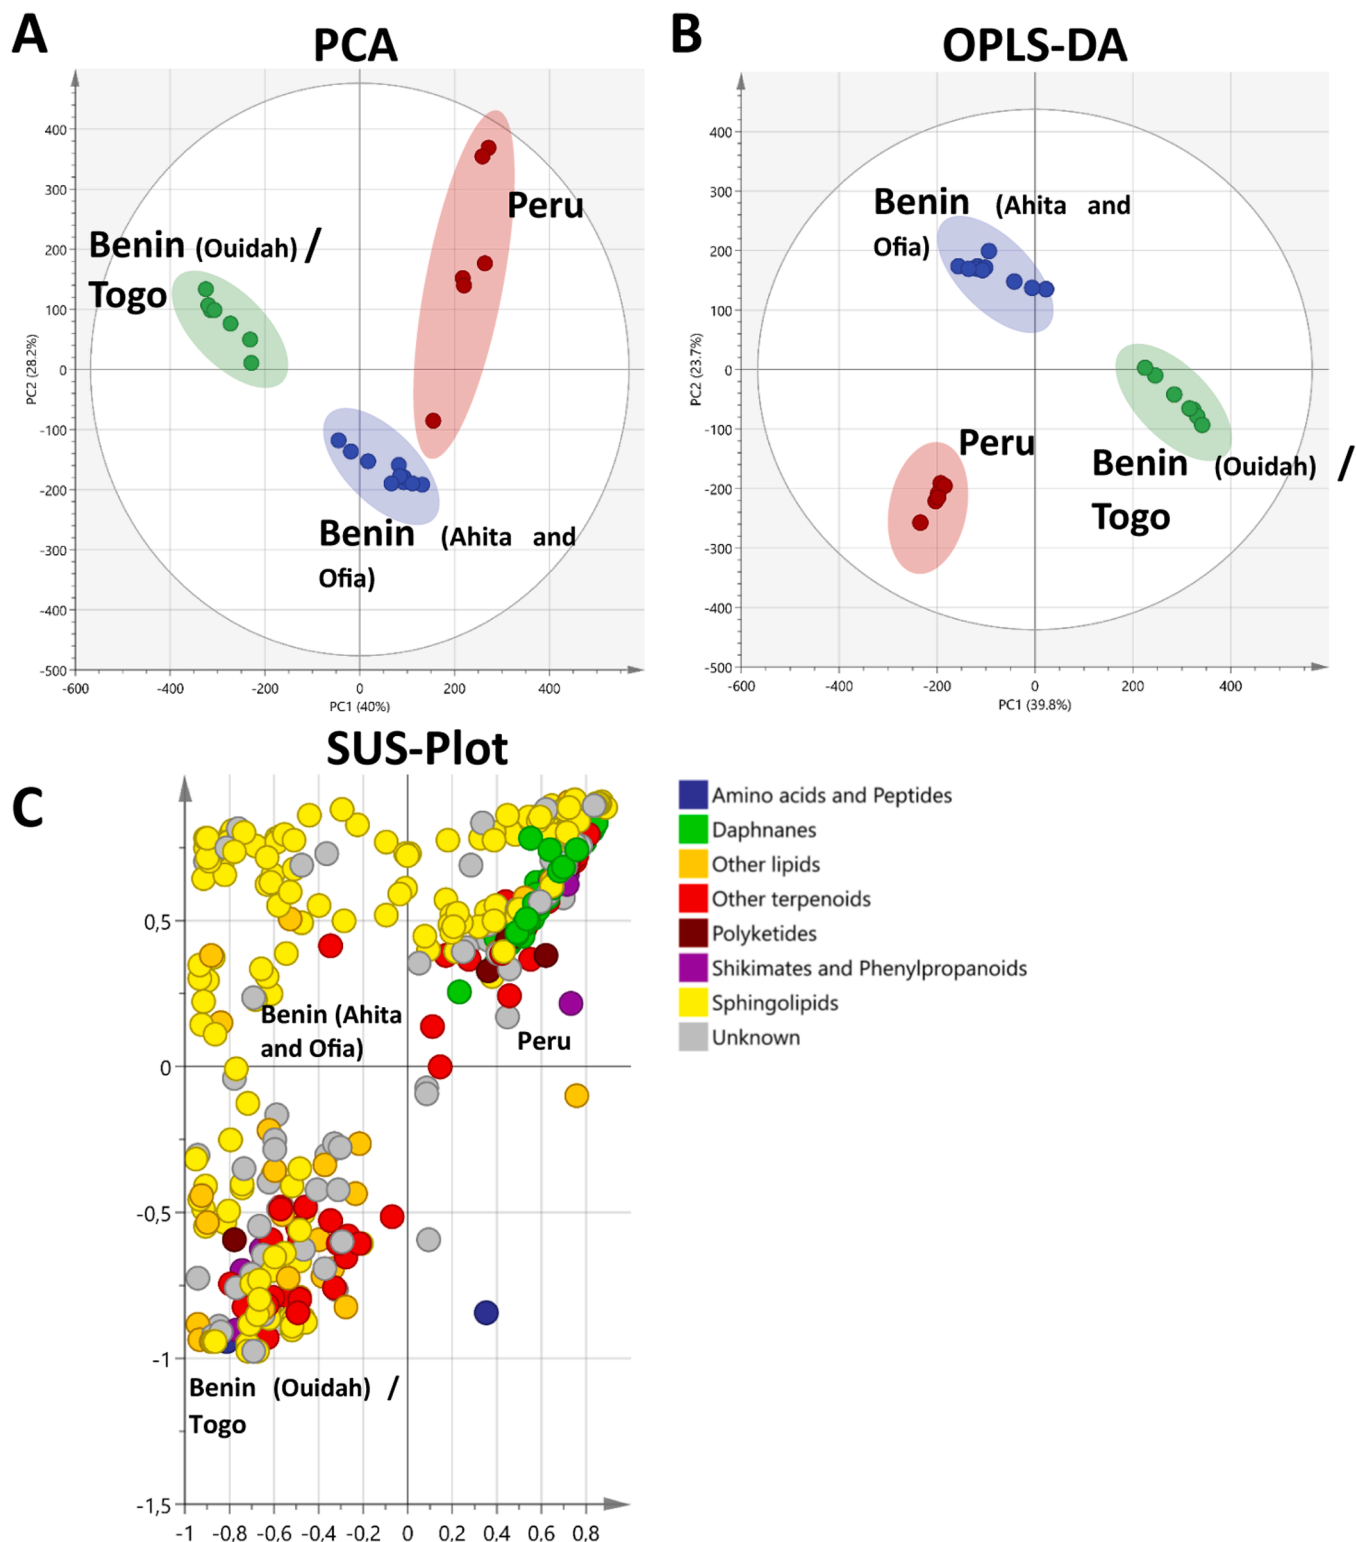 A
PCA
400
300
200
100
0
-100
-200
-300
-400
-500
-600
-400
-200
0
200
400
PC2 (28.2%)
PC1 (40%)
Benin (Ouidah) /
Togo
Peru
Benin (Ahita and
Ofia)
B
OPLS-DA
400
300
200
100
0
-100
-200
-300
-400
-500
-600
-400
-200
0
200
400
PC2 (23.7%)
PC1 (39.8%)
Benin (Ahita and
Ofia)
Peru
Benin (Ouidah) /
Togo
C
SUS-Plot
0,5
0
-0,5
-1
-1,5
-1
-0,8
-0,6
-0,4
-0,2
0
0,2
0,4
0,6
0,8
Benin (Ahita
and Ofia)
Peru
Benin (Ouidah) /
Togo
Amino acids and Peptides
Daphnanes
Other lipids
Other terpenoids
Polyketides
Shikimates and Phenylpropanoids
Sphingolipids
Unknown